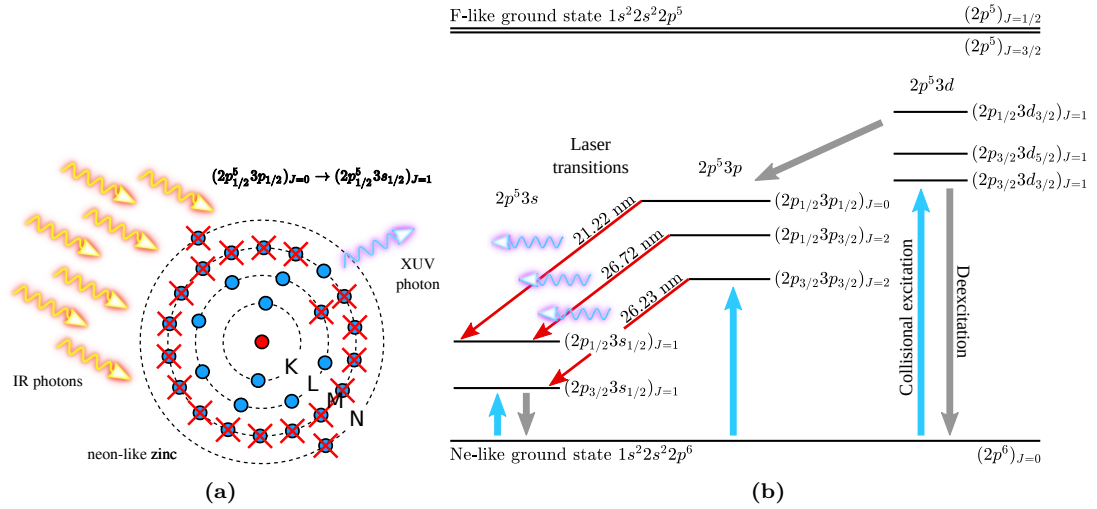 (2p⁵₁/₂3p₁/₂)J=0 → (2p⁵₁/₂3s₁/₂)J=1
IR photons
XUV
photon
K
L
M
N
neon-like zinc
(a)
F-like ground state 1s²2s²2p⁵
(2p⁵)J=1/2
(2p⁵)J=3/2
2p⁵3d
(2p₁/₂3d₃/₂)J=1
(2p₃/₂3d₅/₂)J=1
(2p₃/₂3d₃/₂)J=1
Laser
transitions
2p⁵3p
2p⁵3s
(2p₁/₂3p₁/₂)J=0
(2p₁/₂3p₃/₂)J=2
(2p₃/₂3p₃/₂)J=2
21.22 nm
26.72 nm
26.23 nm
(2p₁/₂3s₁/₂)J=1
(2p₃/₂3s₁/₂)J=1
Collisional excitation
Deexcitation
Ne-like ground state 1s²2s²2p⁶
(2p⁶)J=0
(b)